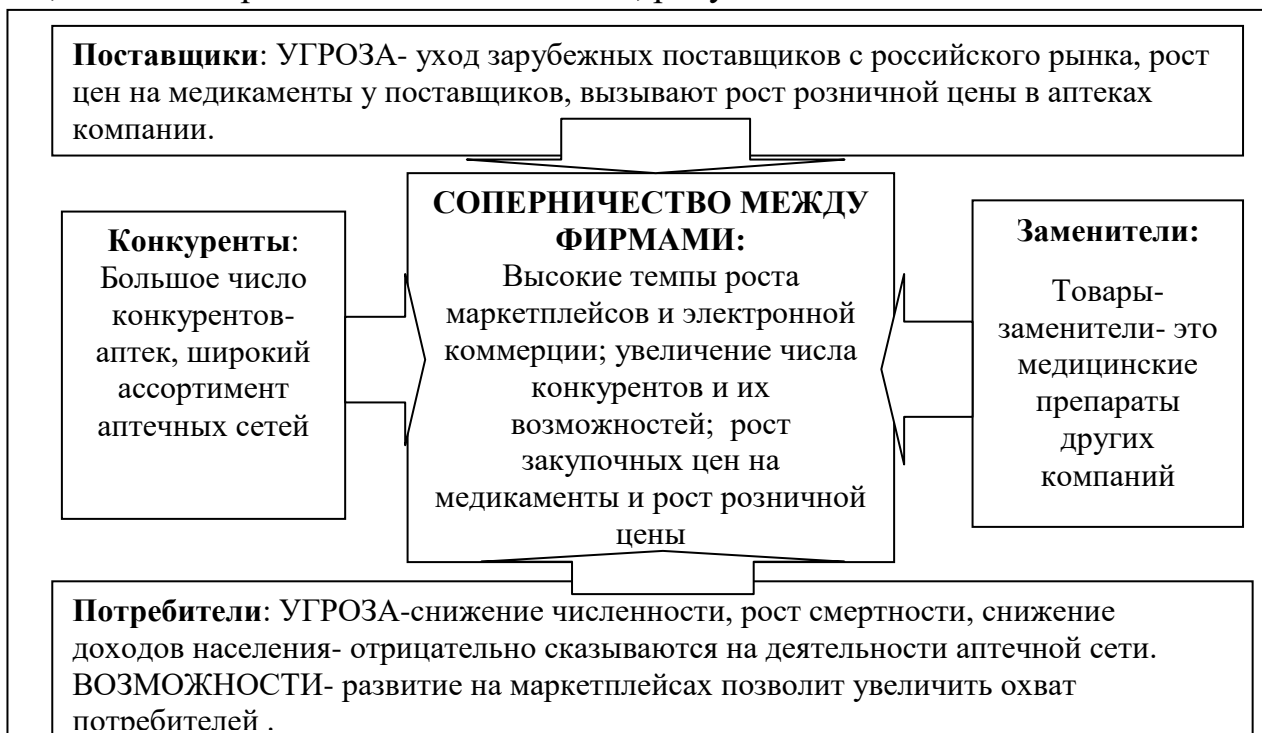 Поставщики: УГРОЗА- уход зарубежных поставщиков с российского рынка, рост
цен на медикаменты у поставщиков, вызывают рост розничной цены в аптеках
компании.
Конкуренты:
Большое число
конкурентов-
аптек, широкий
ассортимент
аптечных сетей
СОПЕРНИЧЕСТВО МЕЖДУ
ФИРМАМИ:
Высокие темпы роста
маркетплейсов и электронной
коммерции; увеличение числа
конкурентов и их
возможностей; рост
закупочных цен на
медикаменты и рост розничной
цены
Заменители:
Товары-
заменители- это
медицинские
препараты
других
компаний
Потребители: УГРОЗА-снижение численности, рост смертности, снижение
доходов населения- отрицательно сказываются на деятельности аптечной сети.
ВОЗМОЖНОСТИ- развитие на маркетплейсах позволит увеличить охват
потребителей .